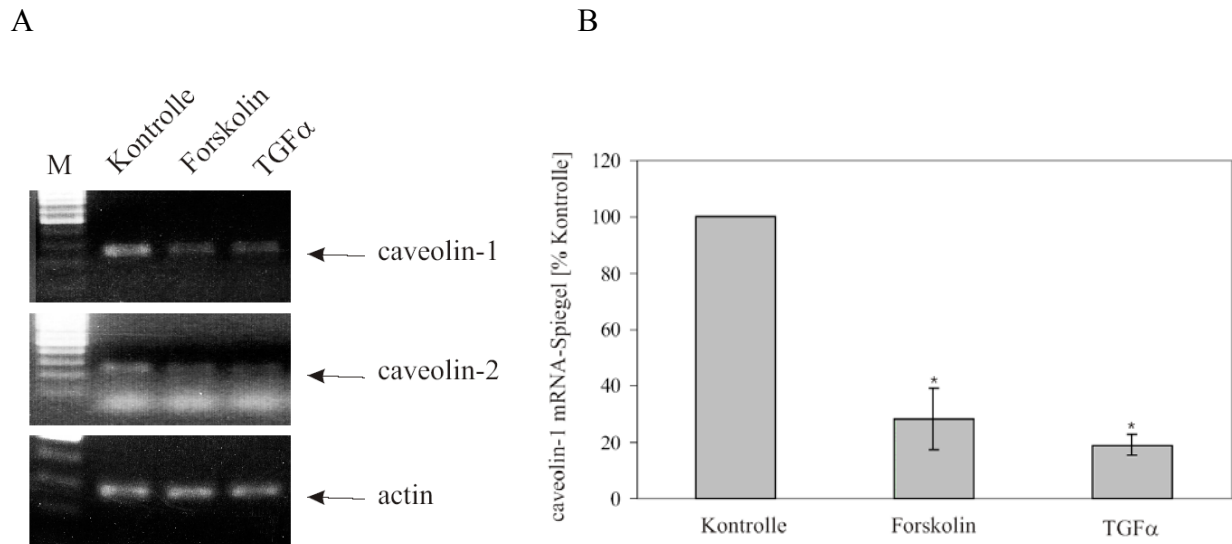 A
M
Kontrolle
Forskolin
TGFα
caveolin-1
caveolin-2
actin
B
caveolin-1 mRNA-Spiegel [% Kontrolle]
120
100
80
60
40
20
0
*
*
Kontrolle
Forskolin
TGFα